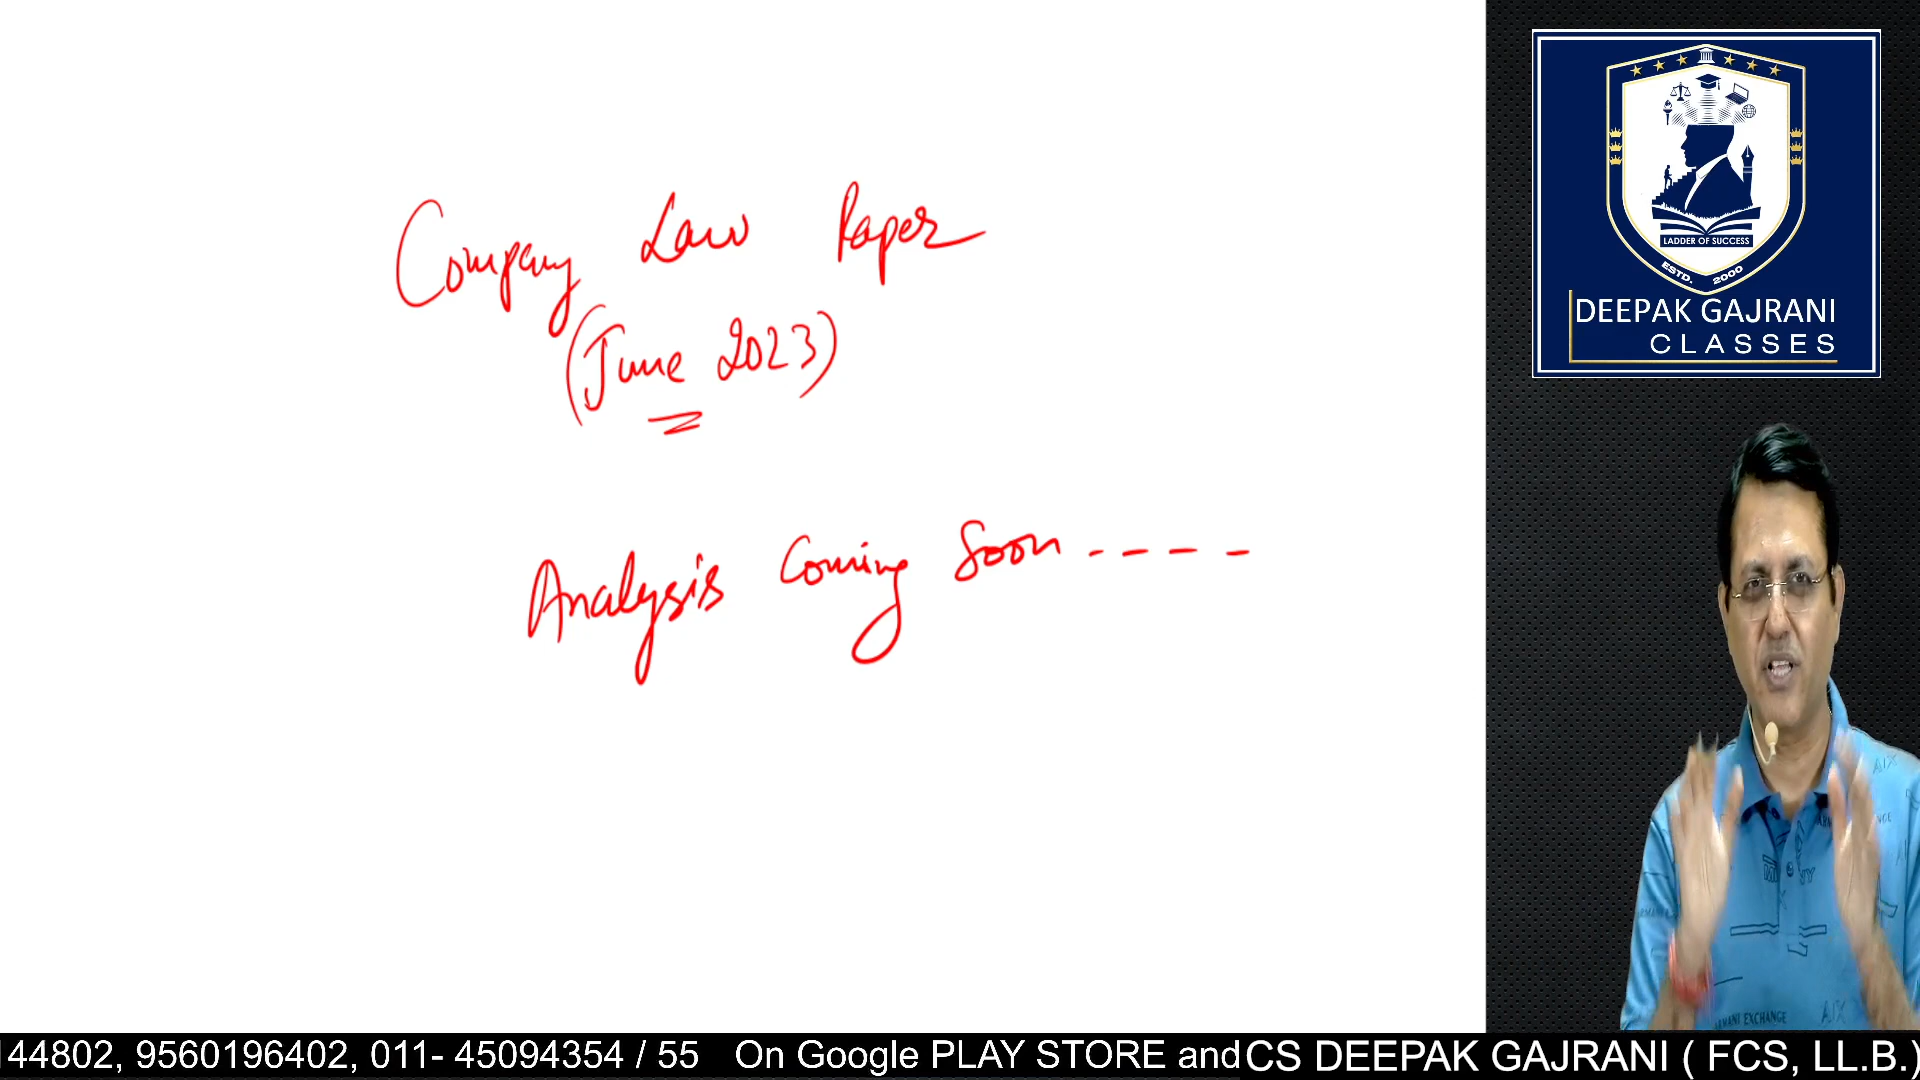 Company Law Paper
(June 2023)
Analysis Coming Soon - - - -
LADDER OF SUCCESS
ESTD. 2000
DEEPAK GAJRANI
CLASSES
144802, 9560196402, 011- 45094354 / 55 On Google PLAY STORE and
CS DEEPAK GAJRANI ( FCS, LL.B.)